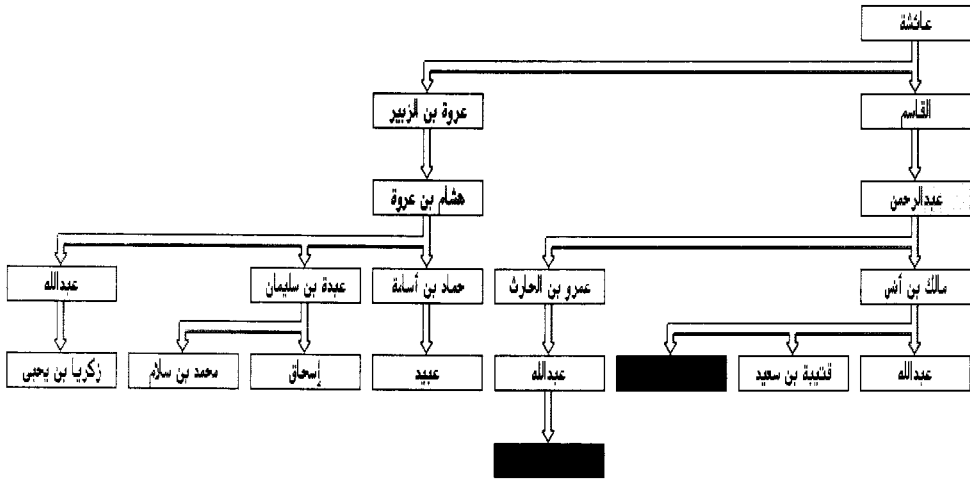 عائشة
القاسم
عروة بن الزبير
عبدالرحمن
هشام بن عروة
مالك بن أنس
عمرو بن الحارث
حماد بن أسامة
عبدة بن سليمان
عبدالله
عبدالله
قتيبة بن سعيد
عبدالله
عبيد
إسحاق
محمد بن سلام
زكريا بن يحيى